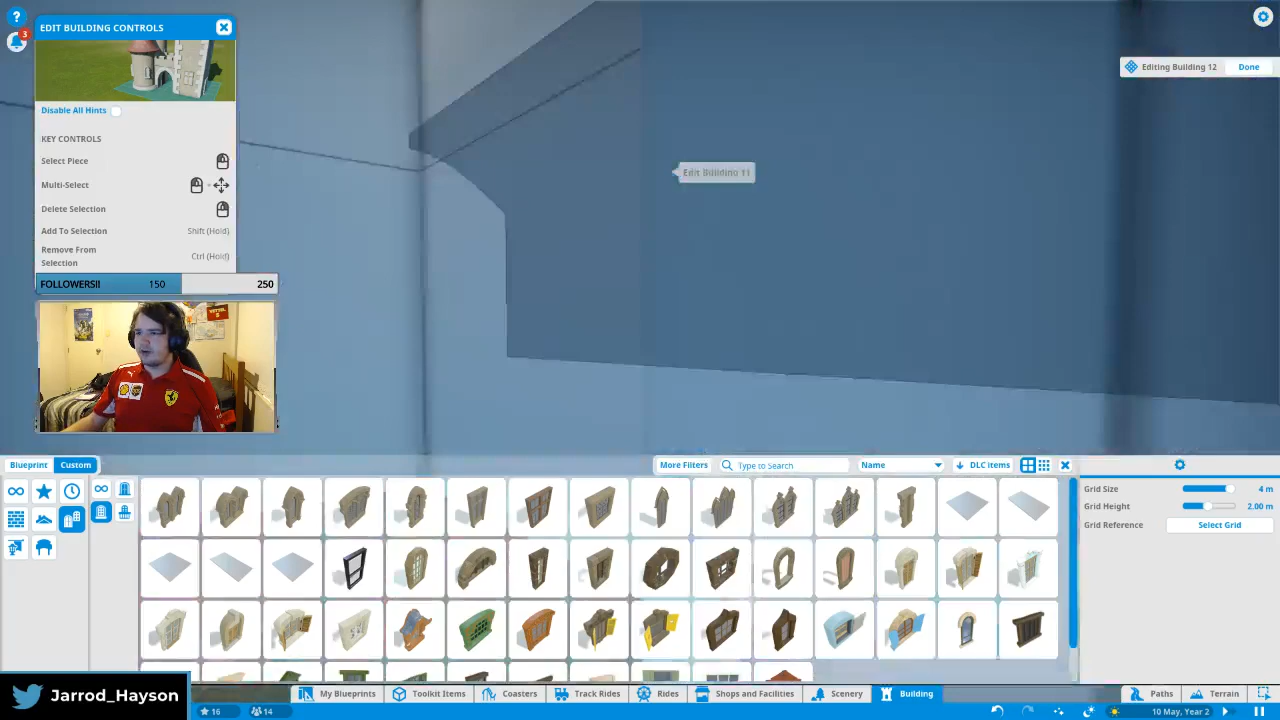 ?
EDIT BUILDING CONTROLS
3
Disable All Hints
KEY CONTROLS
Select Piece
Multi-Select
Delete Selection
Add To Selection Shift (Hold)
Remove From Selection Ctrl (Hold)
FOLLOWERS!! 150 250
Editing Building 12 Done
Edit Building 11
Blueprint Custom More Filters Type to Search Name DLC items
Grid Size 4 m
Grid Height 2.00 m
Grid Reference Select Grid
Jarrod_Hayson
My Blueprints Toolkit Items Coasters Track Rides Rides Shops and Facilities Scenery Building Paths Terrain
16 14 10 May, Year 2